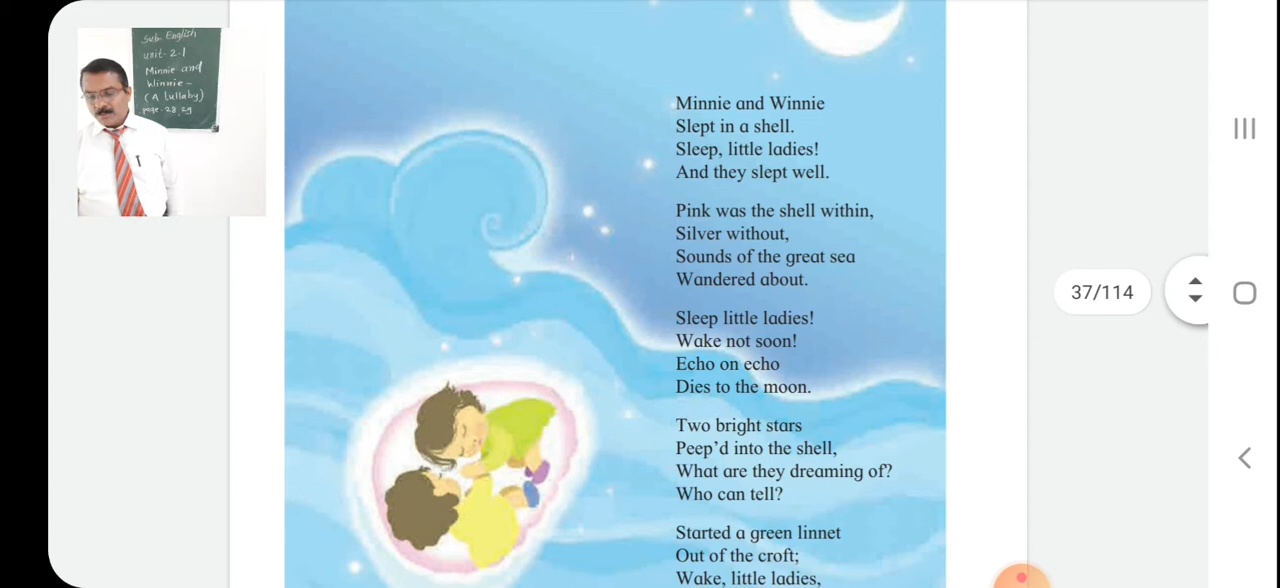 Sub- English
unit- 2.1
Minnie and
Winnie -
(A Lullaby)
page-28,29
Minnie and Winnie
Slept in a shell.
Sleep, little ladies!
And they slept well.
Pink was the shell within,
Silver without,
Sounds of the great sea
Wandered about.
Sleep little ladies!
Wake not soon!
Echo on echo
Dies to the moon.
Two bright stars
Peep’d into the shell,
What are they dreaming of?
Who can tell?
Started a green linnet
Out of the croft;
Wake, little ladies,
37/114